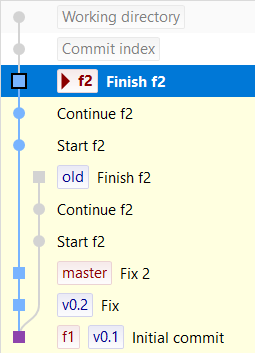 Working directory
Commit index
f2 Finish f2
Continue f2
Start f2
old Finish f2
Continue f2
Start f2
master Fix 2
v0.2 Fix
f1 v0.1 Initial commit